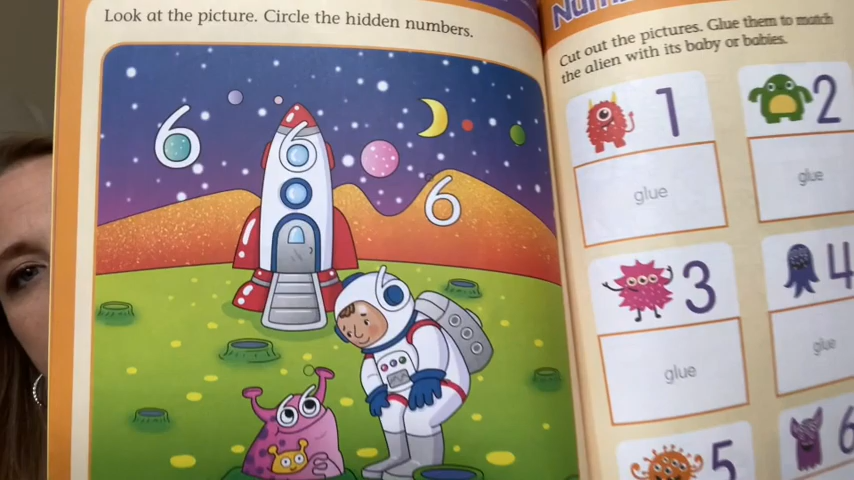 Look at the picture. Circle the hidden numbers.
6
6
6
6
Cut out the pictures. Glue them to match
the alien with its baby or babies.
1 2
glue glue
3 4
glue glue
5 6